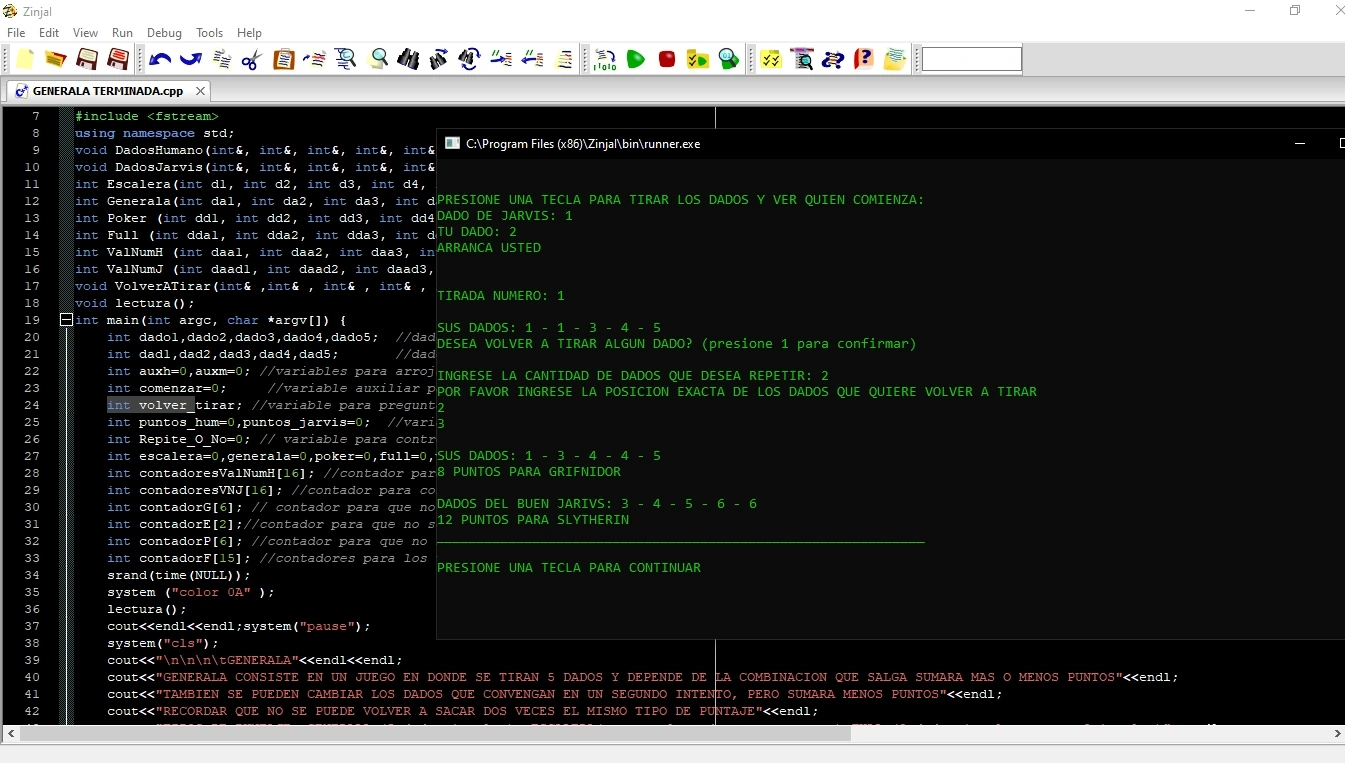 Zinjal
File Edit View Run Debug Tools Help
GENERALA TERMINADA.cpp
7 #include <fstream>
8 using namespace std;
9 void DadosHumano(int&, int&, int&, int&, int&
10 void DadosJarvis(int&, int&, int&, int&, int&
11 int Escalera(int d1, int d2, int d3, int d4,
12 int Generala(int da1, int da2, int da3, int d
13 int Poker (int dd1, int dd2, int dd3, int dd4
14 int Full (int dda1, int dda2, int dda3, int d
15 int ValNumH (int daa1, int daa2, int daa3, in
16 int ValNumJ (int daad1, int daad2, int daad3,
17 void VolverATirar(int& ,int& , int& , int& ,
18 void lectura();
19 int main(int argc, char *argv[]) {
20 int dado1,dado2,dado3,dado4,dado5; //dad
21 int dad1,dad2,dad3,dad4,dad5; //dad
22 int auxh=0,auxm=0; //variables para arroj
23 int comenzar=0; //variable auxiliar p
24 int volver_tirar; //variable para pregunt
25 int puntos_hum=0,puntos_jarvis=0; //vari
26 int Repite_O_No=0; // variable para contr
27 int escalera=0,generala=0,poker=0,full=0,
28 int contadoresValNumH[16]; //contador par
29 int contadoresVNJ[16]; //contador para co
30 int contadorG[6]; // contador para que no
31 int contadorE[2];//contador para que no s
32 int contadorP[6]; //contador para que no
33 int contadorF[15]; //contadores para los
34 srand(time(NULL));
35 system ("color 0A" );
36 lectura();
37 cout<<endl<<endl;system("pause");
38 system("cls");
39 cout<<"\n\n\n\tGENERALA"<<endl<<endl;
40 cout<<"GENERALA CONSISTE EN UN JUEGO EN DONDE SE TIRAN 5 DADOS Y DEPENDE DE LA COMBINACION QUE SALGA SUMARA MAS O MENOS PUNTOS"<<endl;
41 cout<<"TAMBIEN SE PUEDEN CAMBIAR LOS DADOS QUE CONVENGAN EN UN SEGUNDO INTENTO, PERO SUMARA MENOS PUNTOS"<<endl;
42 cout<<"RECORDAR QUE NO SE PUEDE VOLVER A SACAR DOS VECES EL MISMO TIPO DE PUNTAJE"<<endl;
C:\Program Files (x86)\Zinjal\bin\runner.exe
PRESIONE UNA TECLA PARA TIRAR LOS DADOS Y VER QUIEN COMIENZA:
DADO DE JARVIS: 1
TU DADO: 2
ARRANCA USTED
TIRADA NUMERO: 1
SUS DADOS: 1 - 1 - 3 - 4 - 5
DESEA VOLVER A TIRAR ALGUN DADO? (presione 1 para confirmar)
INGRESE LA CANTIDAD DE DADOS QUE DESEA REPETIR: 2
POR FAVOR INGRESE LA POSICION EXACTA DE LOS DADOS QUE QUIERE VOLVER A TIRAR
2
3
SUS DADOS: 1 - 3 - 4 - 4 - 5
8 PUNTOS PARA GRIFNIDOR
DADOS DEL BUEN JARIVS: 3 - 4 - 5 - 6 - 6
12 PUNTOS PARA SLYTHERIN
PRESIONE UNA TECLA PARA CONTINUAR